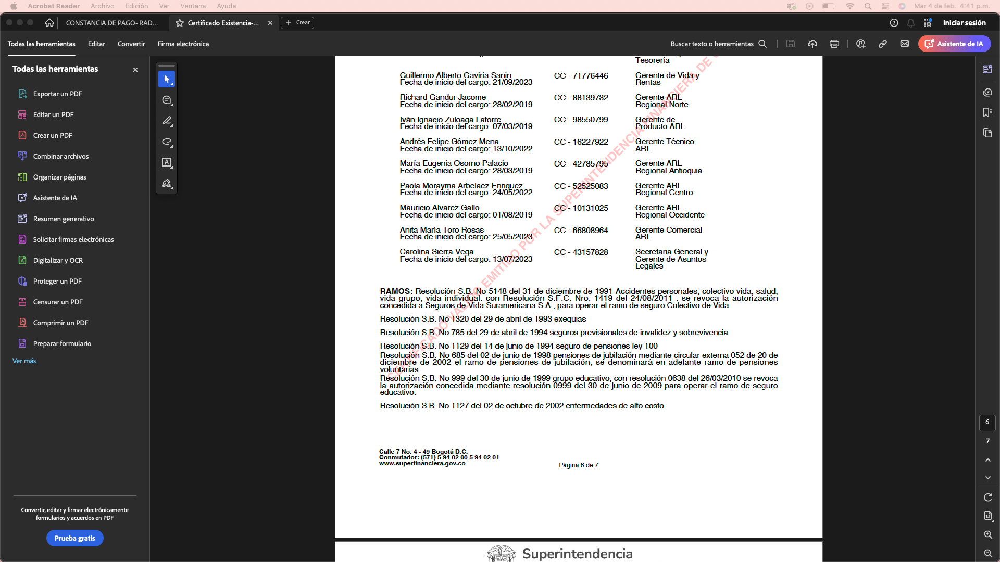 Acrobat Reader Archivo Edición Ver Ventana Ayuda Mar 4 de feb. 4:41 p.m.
CONSTANCIA DE PAGO- RAD... Certificado Existencia-... Crear Iniciar sesión
Todas las herramientas Editar Convertir Firma electrónica Buscar texto o herramientas Asistente de IA
Todas las herramientas
Exportar un PDF
Editar un PDF
Crear un PDF
Combinar archivos
Organizar páginas
Asistente de IA
Resumen generativo
Solicitar firmas electrónicas
Digitalizar y OCR
Proteger un PDF
Censurar un PDF
Comprimir un PDF
Preparar formulario
Ver más
Convertir, editar y firmar electrónicamente
formularios y acuerdos en PDF
Prueba gratis
Tesorería
Guillermo Alberto Gaviria Sanin CC - 71776446 Gerente de Vida y
Fecha de inicio del cargo: 21/09/2023 Rentas
Richard Gandur Jacome CC - 88139732 Gerente ARL
Fecha de inicio del cargo: 28/02/2019 Regional Norte
Iván Ignacio Zuloaga Latorre CC - 98550799 Gerente de
Fecha de inicio del cargo: 07/03/2019 Producto ARL
Andrés Felipe Gómez Mena CC - 16227922 Gerente Técnico
Fecha de inicio del cargo: 13/10/2022 ARL
María Eugenia Osorno Palacio CC - 42785795 Gerente ARL
Fecha de inicio del cargo: 28/03/2019 Regional Antioquia
Paola Morayma Arbelaez Enriquez CC - 52525083 Gerente ARL
Fecha de inicio del cargo: 24/05/2022 Regional Centro
Mauricio Alvarez Gallo CC - 10131025 Gerente ARL
Fecha de inicio del cargo: 01/08/2019 Regional Occidente
Anita María Toro Rosas CC - 66808964 Gerente Comercial
Fecha de inicio del cargo: 25/05/2023 ARL
Carolina Sierra Vega CC - 43157828 Secretaria General y
Fecha de inicio del cargo: 13/07/2023 Gerente de Asuntos
Legales
CERTIFICADO VALIDO EMITIDO POR LA SUPERINTENDENCIA FINANCIERA DE
RAMOS: Resolución S.B. No 5148 del 31 de diciembre de 1991 Accidentes personales, colectivo vida, salud,
vida grupo, vida individual. con Resolución S.F.C. Nro. 1419 del 24/08/2011 : se revoca la autorización
concedida a Seguros de Vida Suramericana S.A., para operar el ramo de seguro Colectivo de Vida
Resolución S.B. No 1320 del 29 de abril de 1993 exequias
Resolución S.B. No 785 del 29 de abril de 1994 seguros previsionales de invalidez y sobrevivencia
Resolución S.B. No 1129 del 14 de junio de 1994 seguro de pensiones ley 100
Resolución S.B. No 685 del 02 de junio de 1998 pensiones de jubilación mediante circular externa 052 de 20 de
diciembre de 2002 el ramo de pensiones de jubilación, se denominará en adelante ramo de pensiones
voluntarias
Resolución S.B. No 999 del 30 de junio de 1999 grupo educativo, con resolución 0638 del 26/03/2010 se revoca
la autorización concedida mediante resolución 0999 del 30 de junio de 2009 para operar el ramo de seguro
educativo.
Resolución S.B. No 1127 del 02 de octubre de 2002 enfermedades de alto costo
Calle 7 No. 4 - 49 Bogotá D.C.
Conmutador: (571) 5 94 02 00 5 94 02 01
www.superfinanciera.gov.co
Página 6 de 7
Superintendencia
6
7